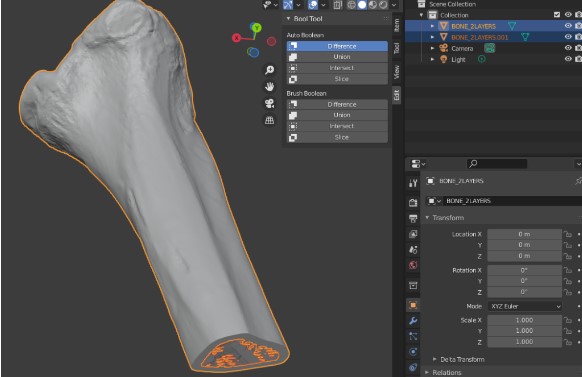 Scene Collection
Collection
BONE_2LAYERS
BONE_2LAYERS.001
Camera
Light
Bool Tool
Auto Boolean
Difference
Union
Intersect
Slice
Brush Boolean
Difference
Union
Intersect
Slice
Item
Tool
View
Edit
BONE_2LAYERS
BONE_2LAYERS
Transform
Location X 0 m
Y 0 m
Z 0 m
Rotation X 0°
Y 0°
Z 0°
Mode XYZ Euler
Scale X 1.000
Y 1.000
Z 1.000
Delta Transform
Relations